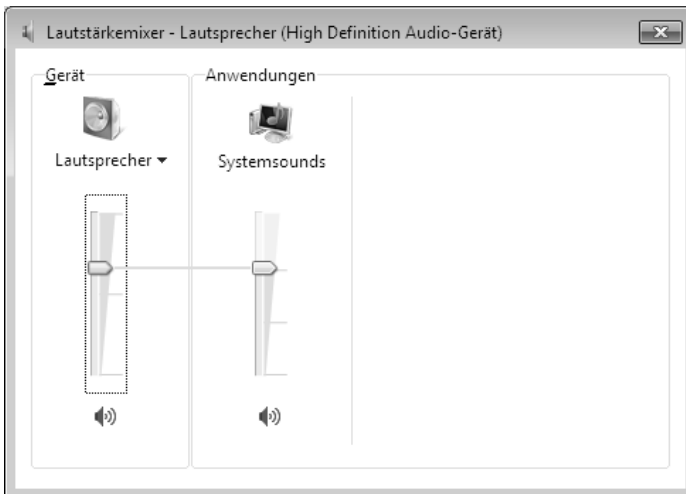 Lautstärkemixer - Lautsprecher (High Definition Audio-Gerät)
Gerät
Anwendungen
Lautsprecher
Systemsounds